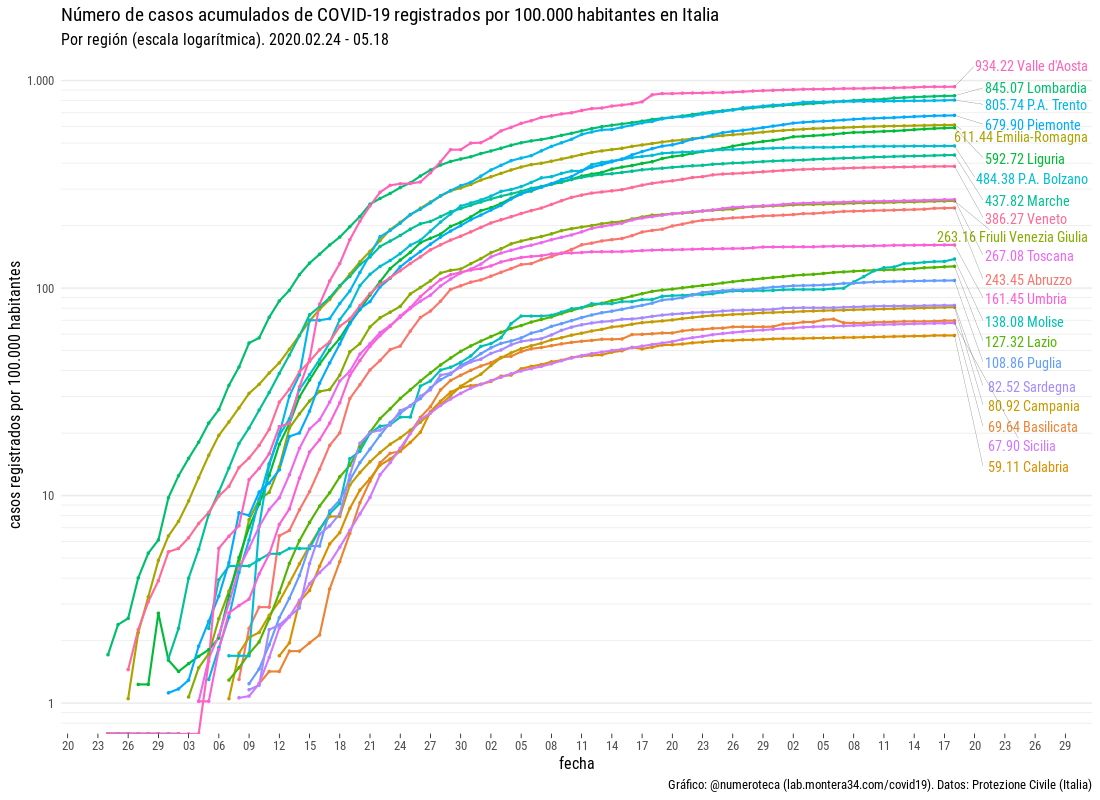 Número de casos acumulados de COVID-19 registrados por 100.000 habitantes en Italia
Por región (escala logarítmica). 2020.02.24 - 05.18
casos registrados por 100.000 habitantes
1.000
100
10
1
934.22 Valle d'Aosta
845.07 Lombardia
805.74 P.A. Trento
679.90 Piemonte
611.44 Emilia-Romagna
592.72 Liguria
484.38 P.A. Bolzano
437.82 Marche
386.27 Veneto
263.16 Friuli Venezia Giulia
267.08 Toscana
243.45 Abruzzo
161.45 Umbria
138.08 Molise
127.32 Lazio
108.86 Puglia
82.52 Sardegna
80.92 Campania
69.64 Basilicata
67.90 Sicilia
59.11 Calabria
20 23 26 29 03 06 09 12 15 18 21 24 27 30 02 05 08 11 14 17 20 23 26 29 02 05 08 11 14 17 20 23 26 29
fecha
Gráfico: @numeroteca (lab.montera34.com/covid19). Datos: Protezione Civile (Italia)